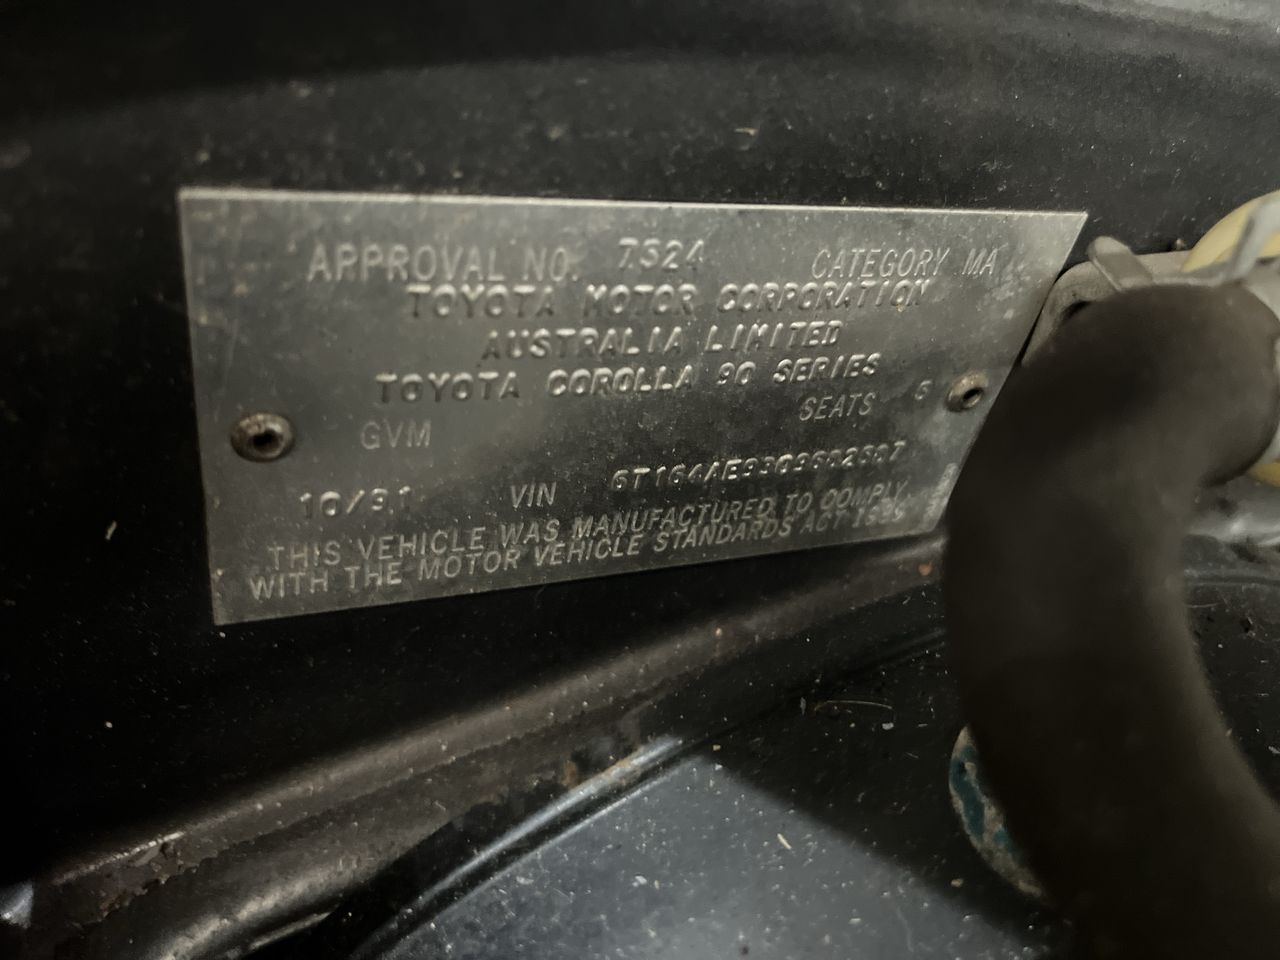 APPROVAL NO. 7324 CATEGORY MA
TOYOTA MOTOR CORPORATION
AUSTRALIA LIMITED
TOYOTA COROLLA 90 SERIES
GVM SEATS 5
10/91 VIN
THIS VEHICLE WAS MANUFACTURED TO COMPLY
WITH THE MOTOR VEHICLE STANDARDS ACT 1989